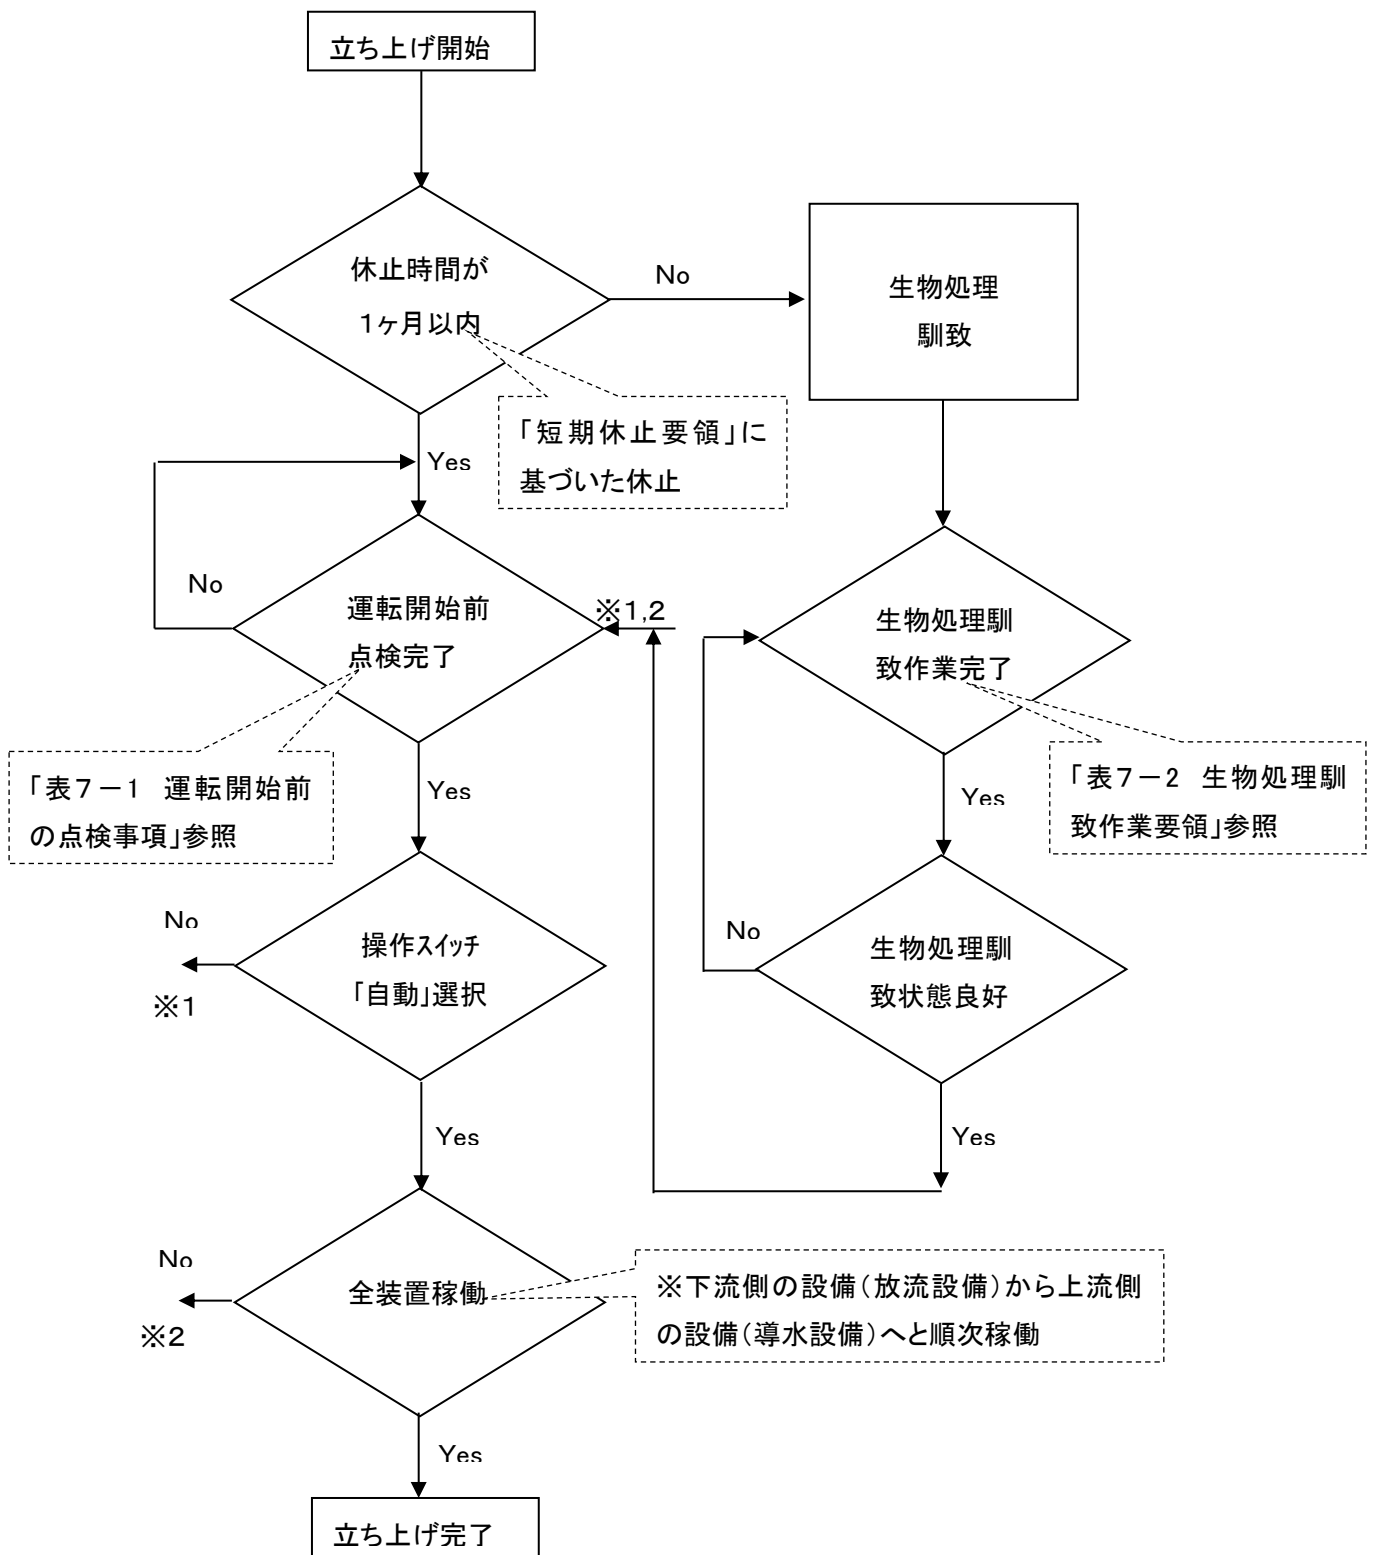 立ち上げ開始
休止時間が
1ヶ月以内
No
生物処理
馴致
「短期休止要領」に
基づいた休止
Yes
No
運転開始前
点検完了
※1,2
生物処理馴
致作業完了
「表7－1　運転開始前
の点検事項」参照
Yes
「表7－2　生物処理馴
致作業要領」参照
Yes
No
操作スイッチ
「自動」選択
※1
No
生物処理馴
致状態良好
Yes
Yes
No
全装置稼働
※2
※下流側の設備（放流設備）から上流側
の設備（導水設備）へと順次稼働
Yes
立ち上げ完了